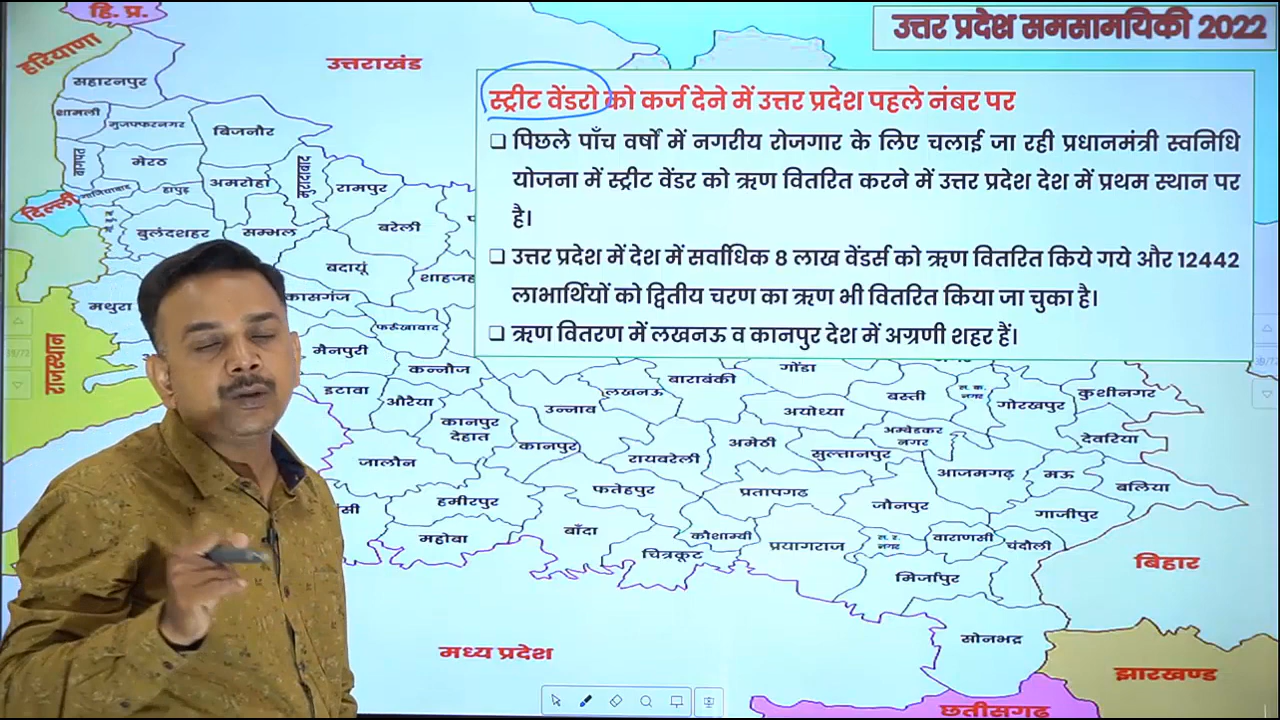 हि. प्र.
उत्तर प्रदेश समसामयिकी 2022
हरियाणा
उत्तराखंड
सहारनपुर
स्ट्रीट वेंडरो को कर्ज देने में उत्तर प्रदेश पहले नंबर पर
शामली
मुजफ्फरनगर
बिजनौर
❑ पिछले पाँच वर्षों में नगरीय रोजगार के लिए चलाई जा रही प्रधानमंत्री स्वनिधि
योजना में स्ट्रीट वेंडर को ऋण वितरित करने में उत्तर प्रदेश देश में प्रथम स्थान पर
है।
❑ उत्तर प्रदेश में देश में सर्वाधिक 8 लाख वेंडर्स को ऋण वितरित किये गये और 12442
लाभार्थियों को द्वितीय चरण का ऋण भी वितरित किया जा चुका है।
❑ ऋण वितरण में लखनऊ व कानपुर देश में अग्रणी शहर हैं।
बागपत
मेरठ
हापुड़
अमरोहा
मुरादाबाद
रामपुर
दिल्ली
बुलंदशहर
सम्भल
बरेली
बदायूं
शाहजह
मथुरा
कासगंज
फर्रुखाबाद
राजस्थान
मैनपुरी
कन्नौज
गोंडा
इटावा
औरैया
लखनऊ
बाराबंकी
उन्नाव
अयोध्या
बस्ती
स. क.
नगर
गोरखपुर
कुशीनगर
कानपुर
देहात
कानपुर
रायवरेली
अमेठी
सुल्तानपुर
अम्बेडकर
नगर
देवरिया
जालौन
आजमगढ़
मऊ
बलिया
हमीरपुर
फतेहपुर
प्रतापगढ
जौनपुर
गाजीपुर
सी
महोबा
बाँदा
कौशाम्वी
चित्रकूट
प्रयागराज
स. र.
नगर
वाराणसी
चंदौली
मिर्जापुर
बिहार
सोनभद्र
मध्य प्रदेश
झारखण्ड
छतीसगढ